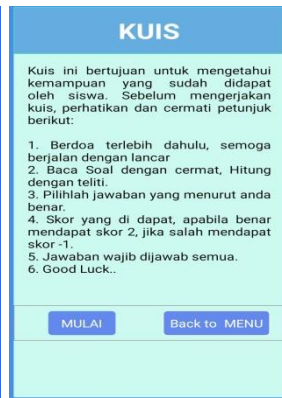 KUIS
Kuis ini bertujuan untuk mengetahui
kemampuan yang sudah didapat
oleh siswa. Sebelum mengerjakan
kuis, perhatikan dan cermati petunjuk
berikut:
1. Berdoa terlebih dahulu, semoga
berjalan dengan lancar
2. Baca Soal dengan cermat, Hitung
dengan teliti.
3. Pilihlah jawaban yang menurut anda
benar.
4. Skor yang di dapat, apabila benar
mendapat skor 2, jika salah mendapat
skor -1.
5. Jawaban wajib dijawab semua.
6. Good Luck..
MULAI
Back to MENU